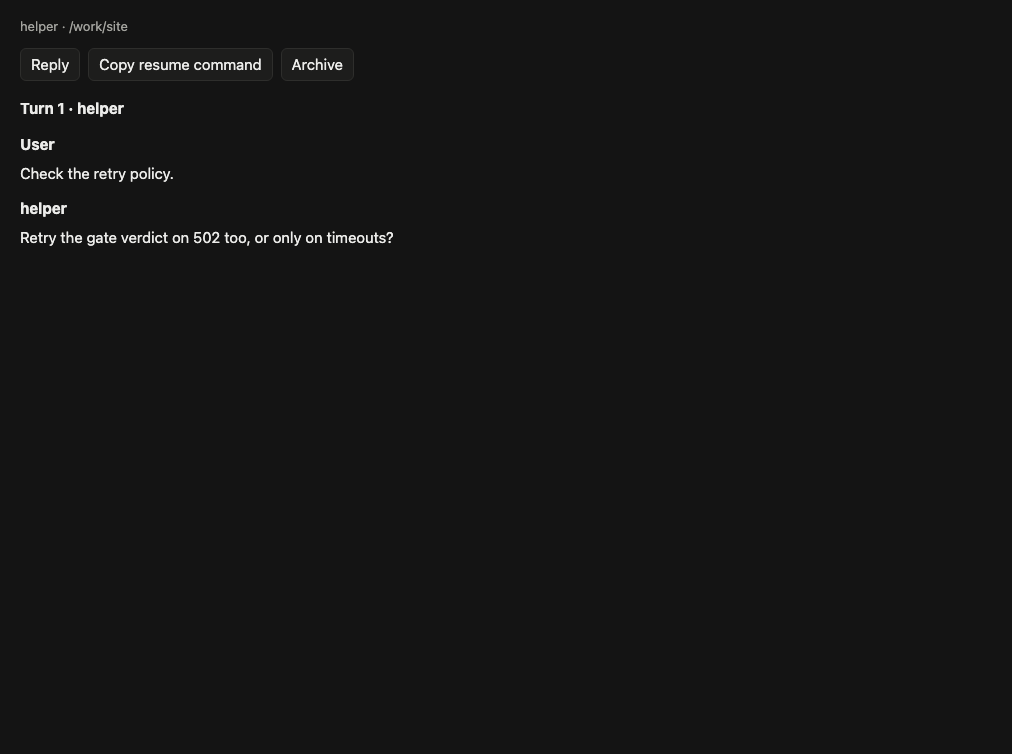 helper · /work/site
Reply Copy resume command Archive
Turn 1 · helper
User
Check the retry policy.
helper
Retry the gate verdict on 502 too, or only on timeouts?